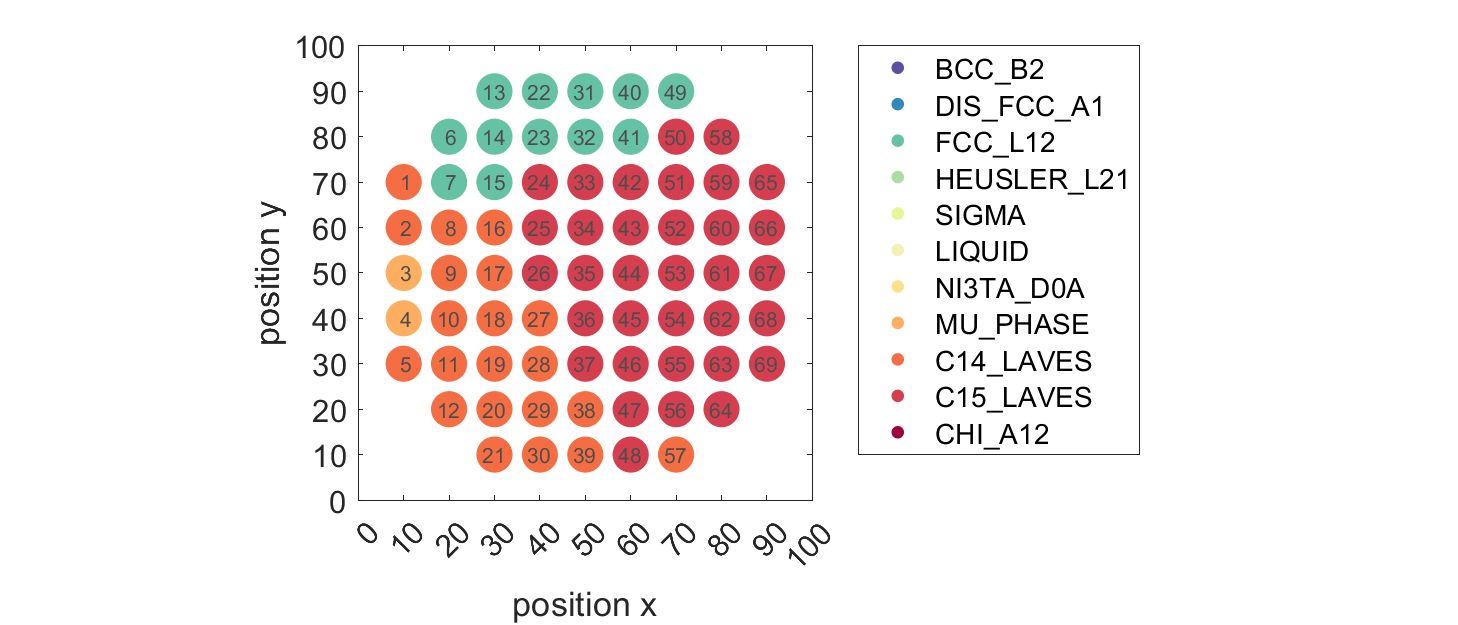 100
90
80
70
60
50
40
30
20
10
0
position y
13 22 31 40 49
6 14 23 32 41 50 58
1 7 15 24 33 42 51 59 65
2 8 16 25 34 43 52 60 66
3 9 17 26 35 44 53 61 67
4 10 18 27 36 45 54 62 68
5 11 19 28 37 46 55 63 69
12 20 29 38 47 56 64
21 30 39 48 57
0 10 20 30 40 50 60 70 80 90 100
position x
BCC_B2
DIS_FCC_A1
FCC_L12
HEUSLER_L21
SIGMA
LIQUID
NI3TA_D0A
MU_PHASE
C14_LAVES
C15_LAVES
CHI_A12